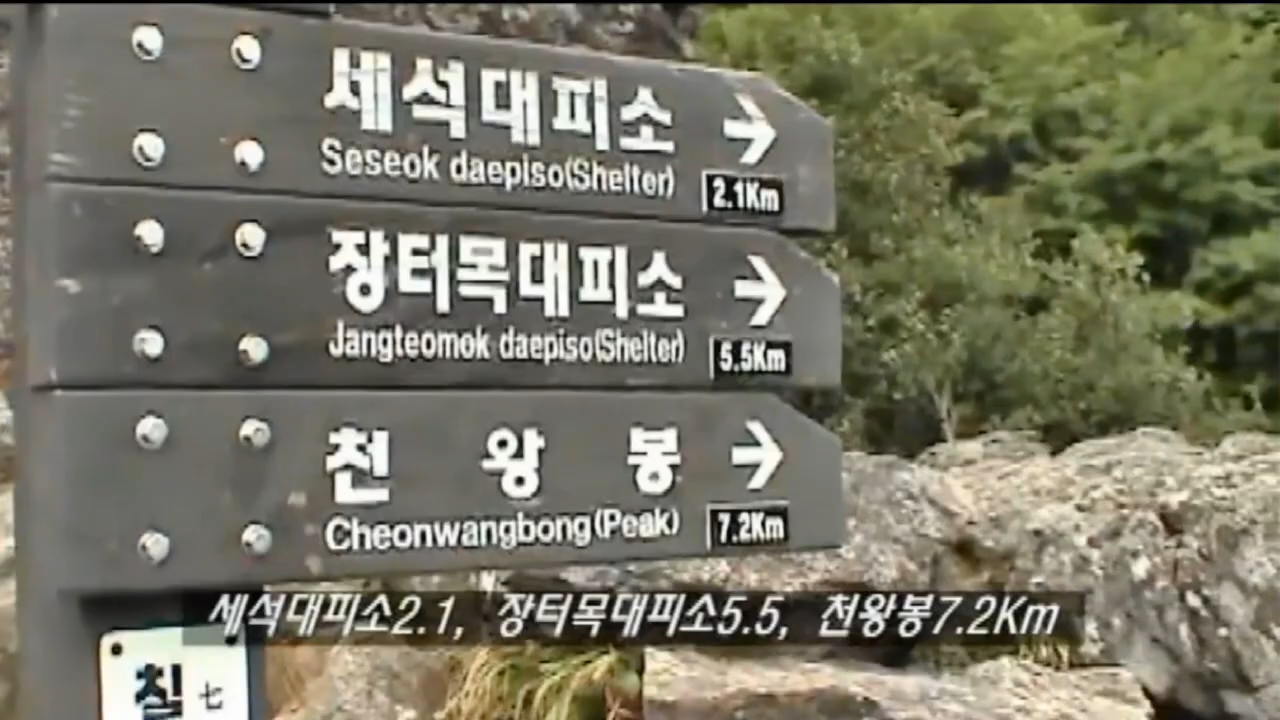 세석대피소 →
Seseok daepiso(Shelter) 2.1Km
장터목대피소 →
Jangteomok daepiso(Shelter) 5.5Km
천 왕 봉 →
Cheonwangbong(Peak) 7.2Km
세석대피소2.1, 장터목대피소5.5, 천왕봉7.2Km
칠 七